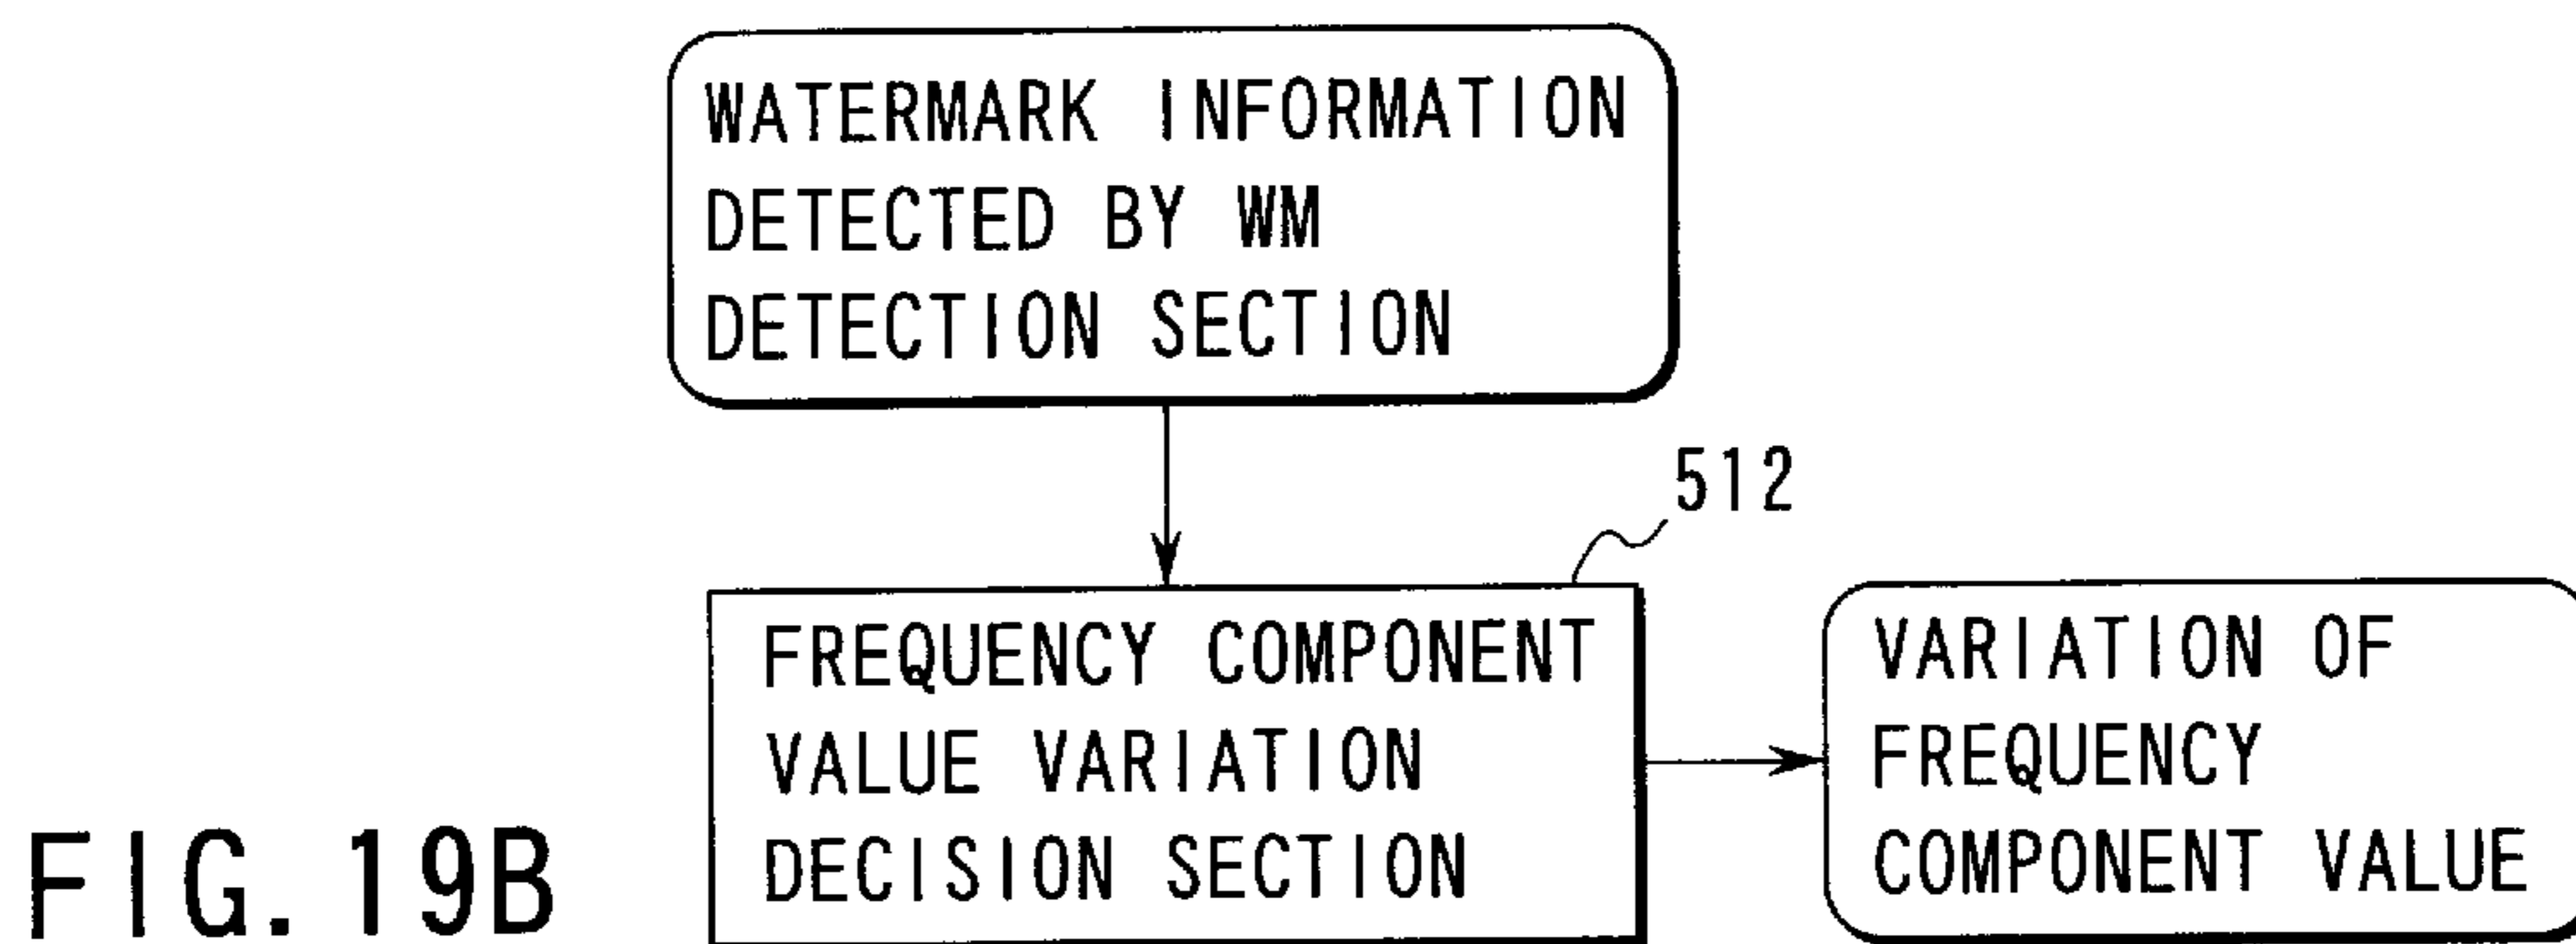 WATERMARK INFORMATION
DETECTED BY WM
DETECTION SECTION
512
FREQUENCY COMPONENT
VALUE VARIATION
DECISION SECTION
VARIATION OF
FREQUENCY
COMPONENT VALUE
FIG. 19B